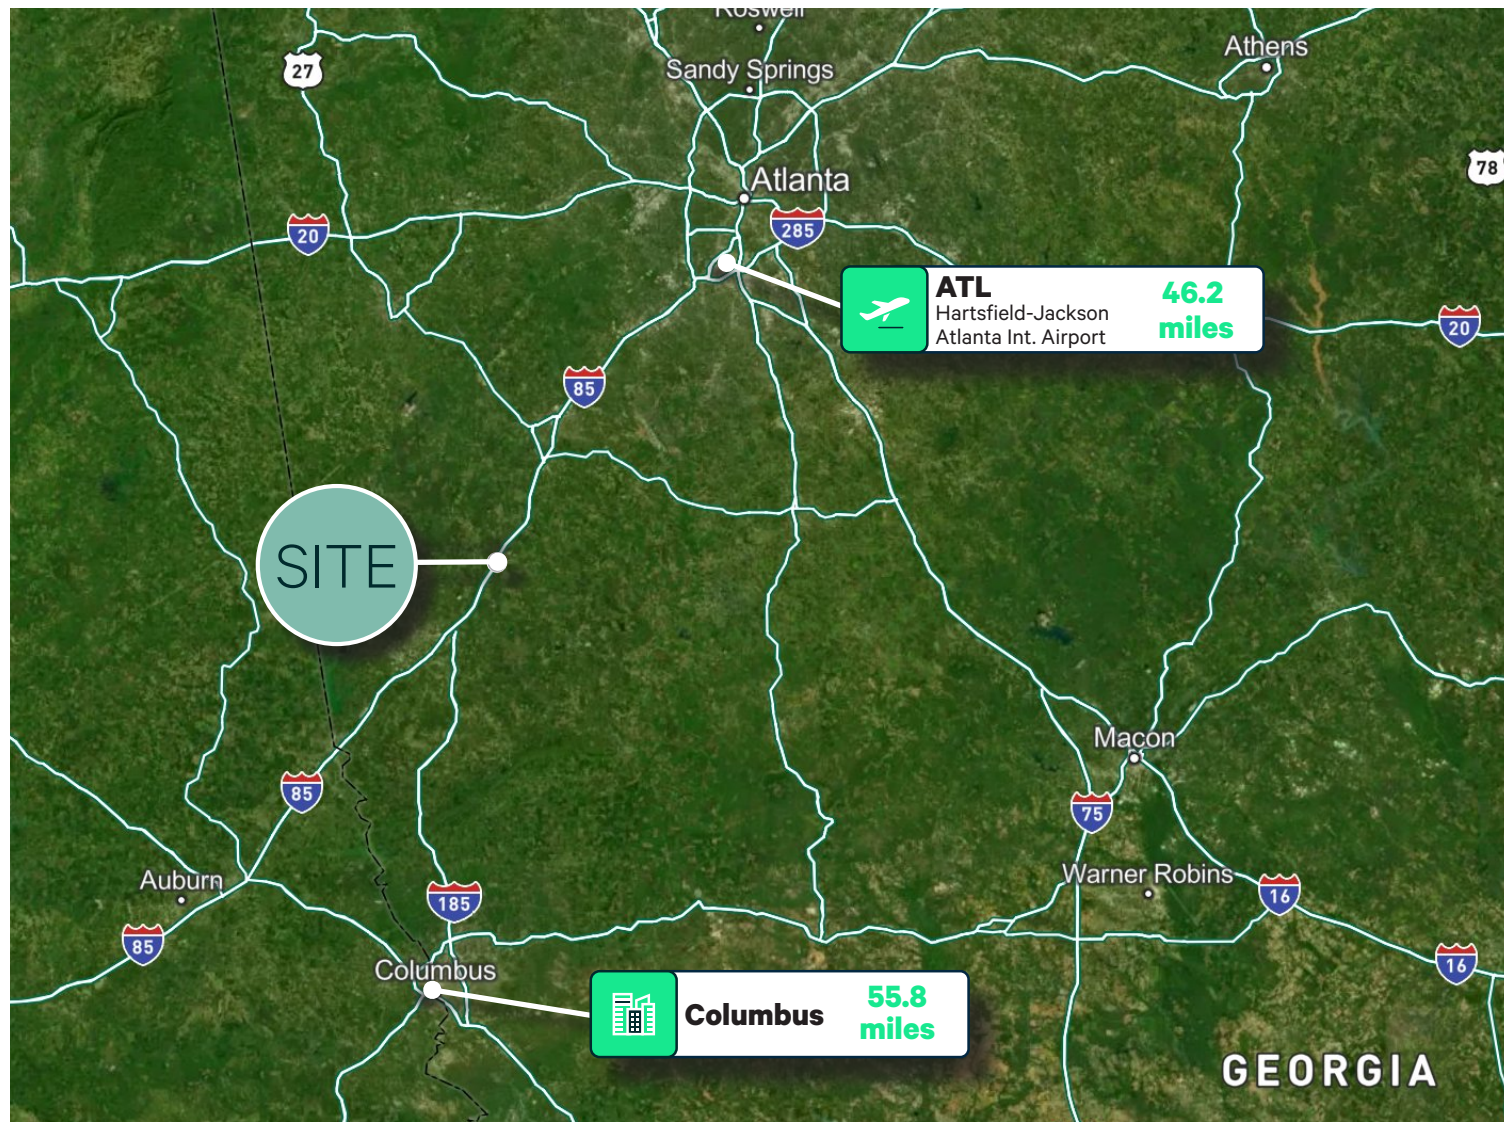 Roswell
27
Sandy Springs
Athens
78
Atlanta
20
285
ATL
Hartsfield-Jackson
Atlanta Int. Airport
46.2
miles
20
85
SITE
Macon
85
75
Auburn
Warner Robins
185
16
85
Columbus
16
Columbus
55.8
miles
GEORGIA